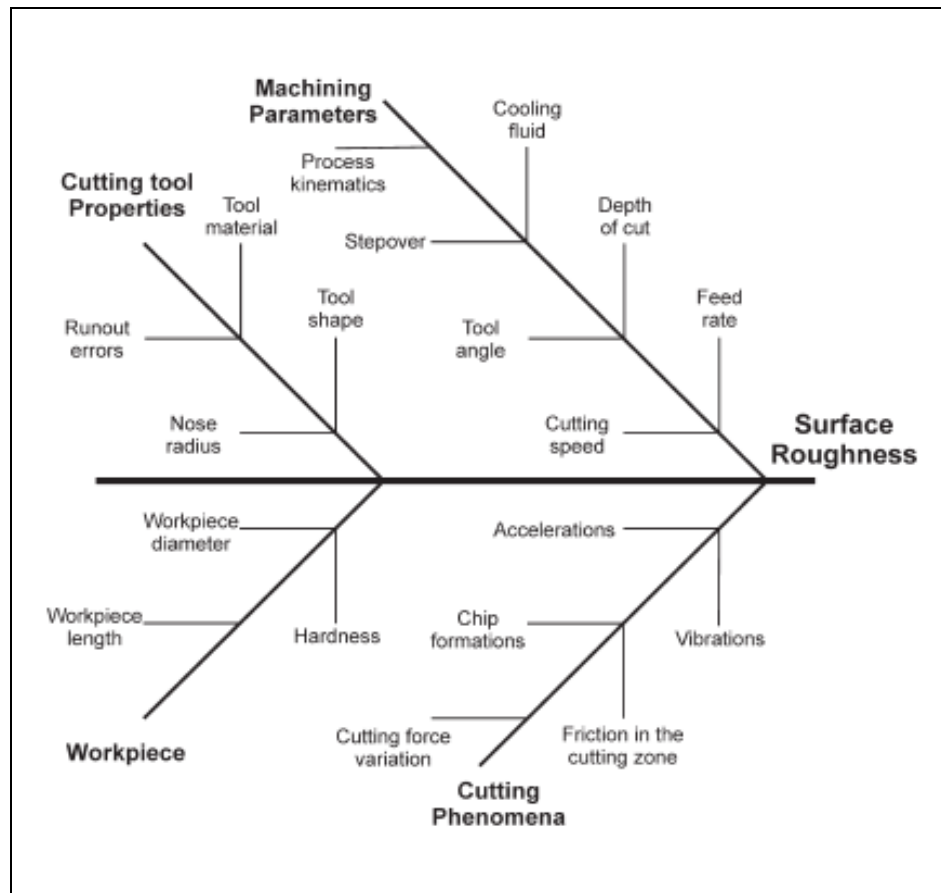 Machining
Parameters
Cooling
fluid
Process
kinematics
Cutting tool
Properties
Tool
material
Depth
of cut
Stepover
Tool
shape
Feed
rate
Runout
errors
Tool
angle
Nose
radius
Cutting
speed
Surface
Roughness
Workpiece
diameter
Accelerations
Workpiece
length
Hardness
Chip
formations
Vibrations
Workpiece
Cutting force
variation
Friction in the
cutting zone
Cutting
Phenomena